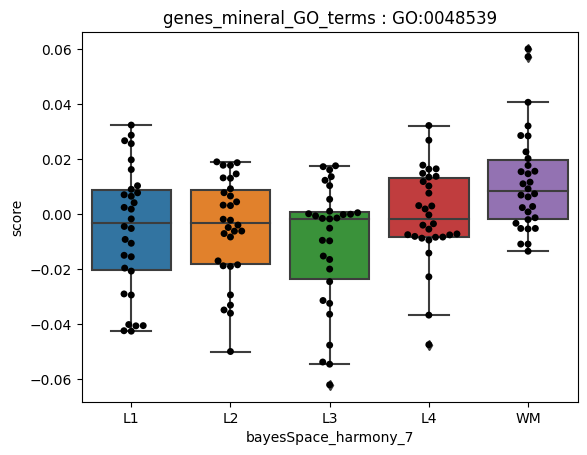 genes_mineral_GO_terms : GO:0048539
0.06
0.04
0.02
0.00
−0.02
−0.04
−0.06
score
L1 L2 L3 L4 WM
bayesSpace_harmony_7